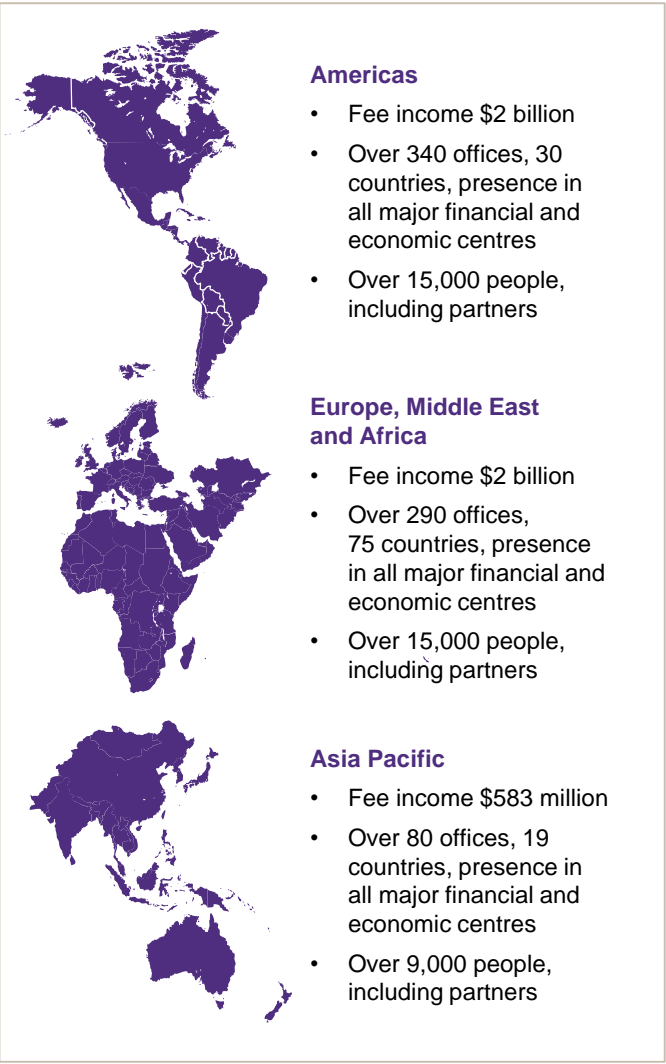 Americas
• Fee income $2 billion
• Over 340 offices, 30
countries, presence in
all major financial and
economic centres
• Over 15,000 people,
including partners
Europe, Middle East
and Africa
• Fee income $2 billion
• Over 290 offices,
75 countries, presence
in all major financial and
economic centres
• Over 15,000 people,
including partners
Asia Pacific
• Fee income $583 million
• Over 80 offices, 19
countries, presence in
all major financial and
economic centres
• Over 9,000 people,
including partners